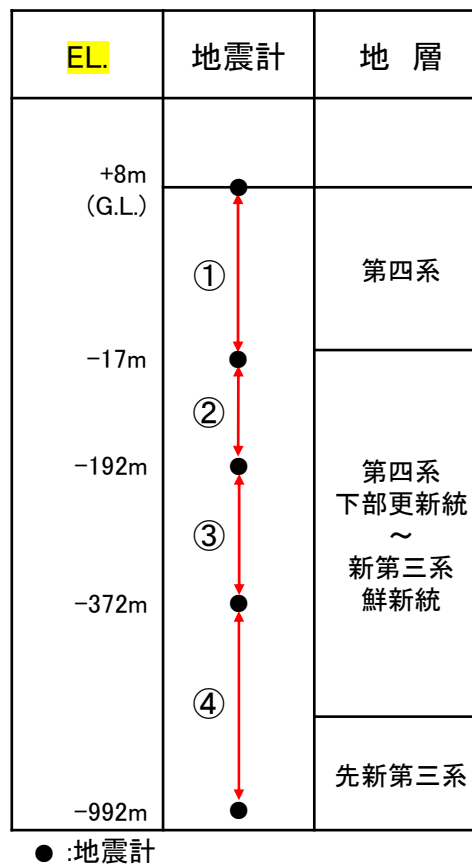 EL.
地震計
地 層
+8m
(G.L.)
①
第四系
−17m
②
−192m
第四系
下部更新統
～
新第三系
鮮新統
③
−372m
④
先新第三系
−992m
● :地震計